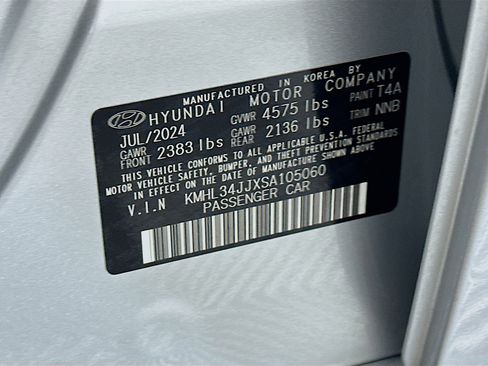 MANUFACTURED IN KOREA BY
HYUNDAI MOTOR COMPANY
JUL/2024 GVWR 4575 lbs PAINT T4A
GAWR FRONT 2383 lbs GAWR REAR 2136 lbs TRIM NNB
THIS VEHICLE CONFORMS TO ALL APPLICABLE U.S.A. FEDERAL
MOTOR VEHICLE SAFETY, BUMPER, AND THEFT PREVENTION STANDARDS
IN EFFECT ON THE DATE OF MANUFACTURE SHOWN ABOVE.
V.I.N KMHL34JJXSA105060
PASSENGER CAR